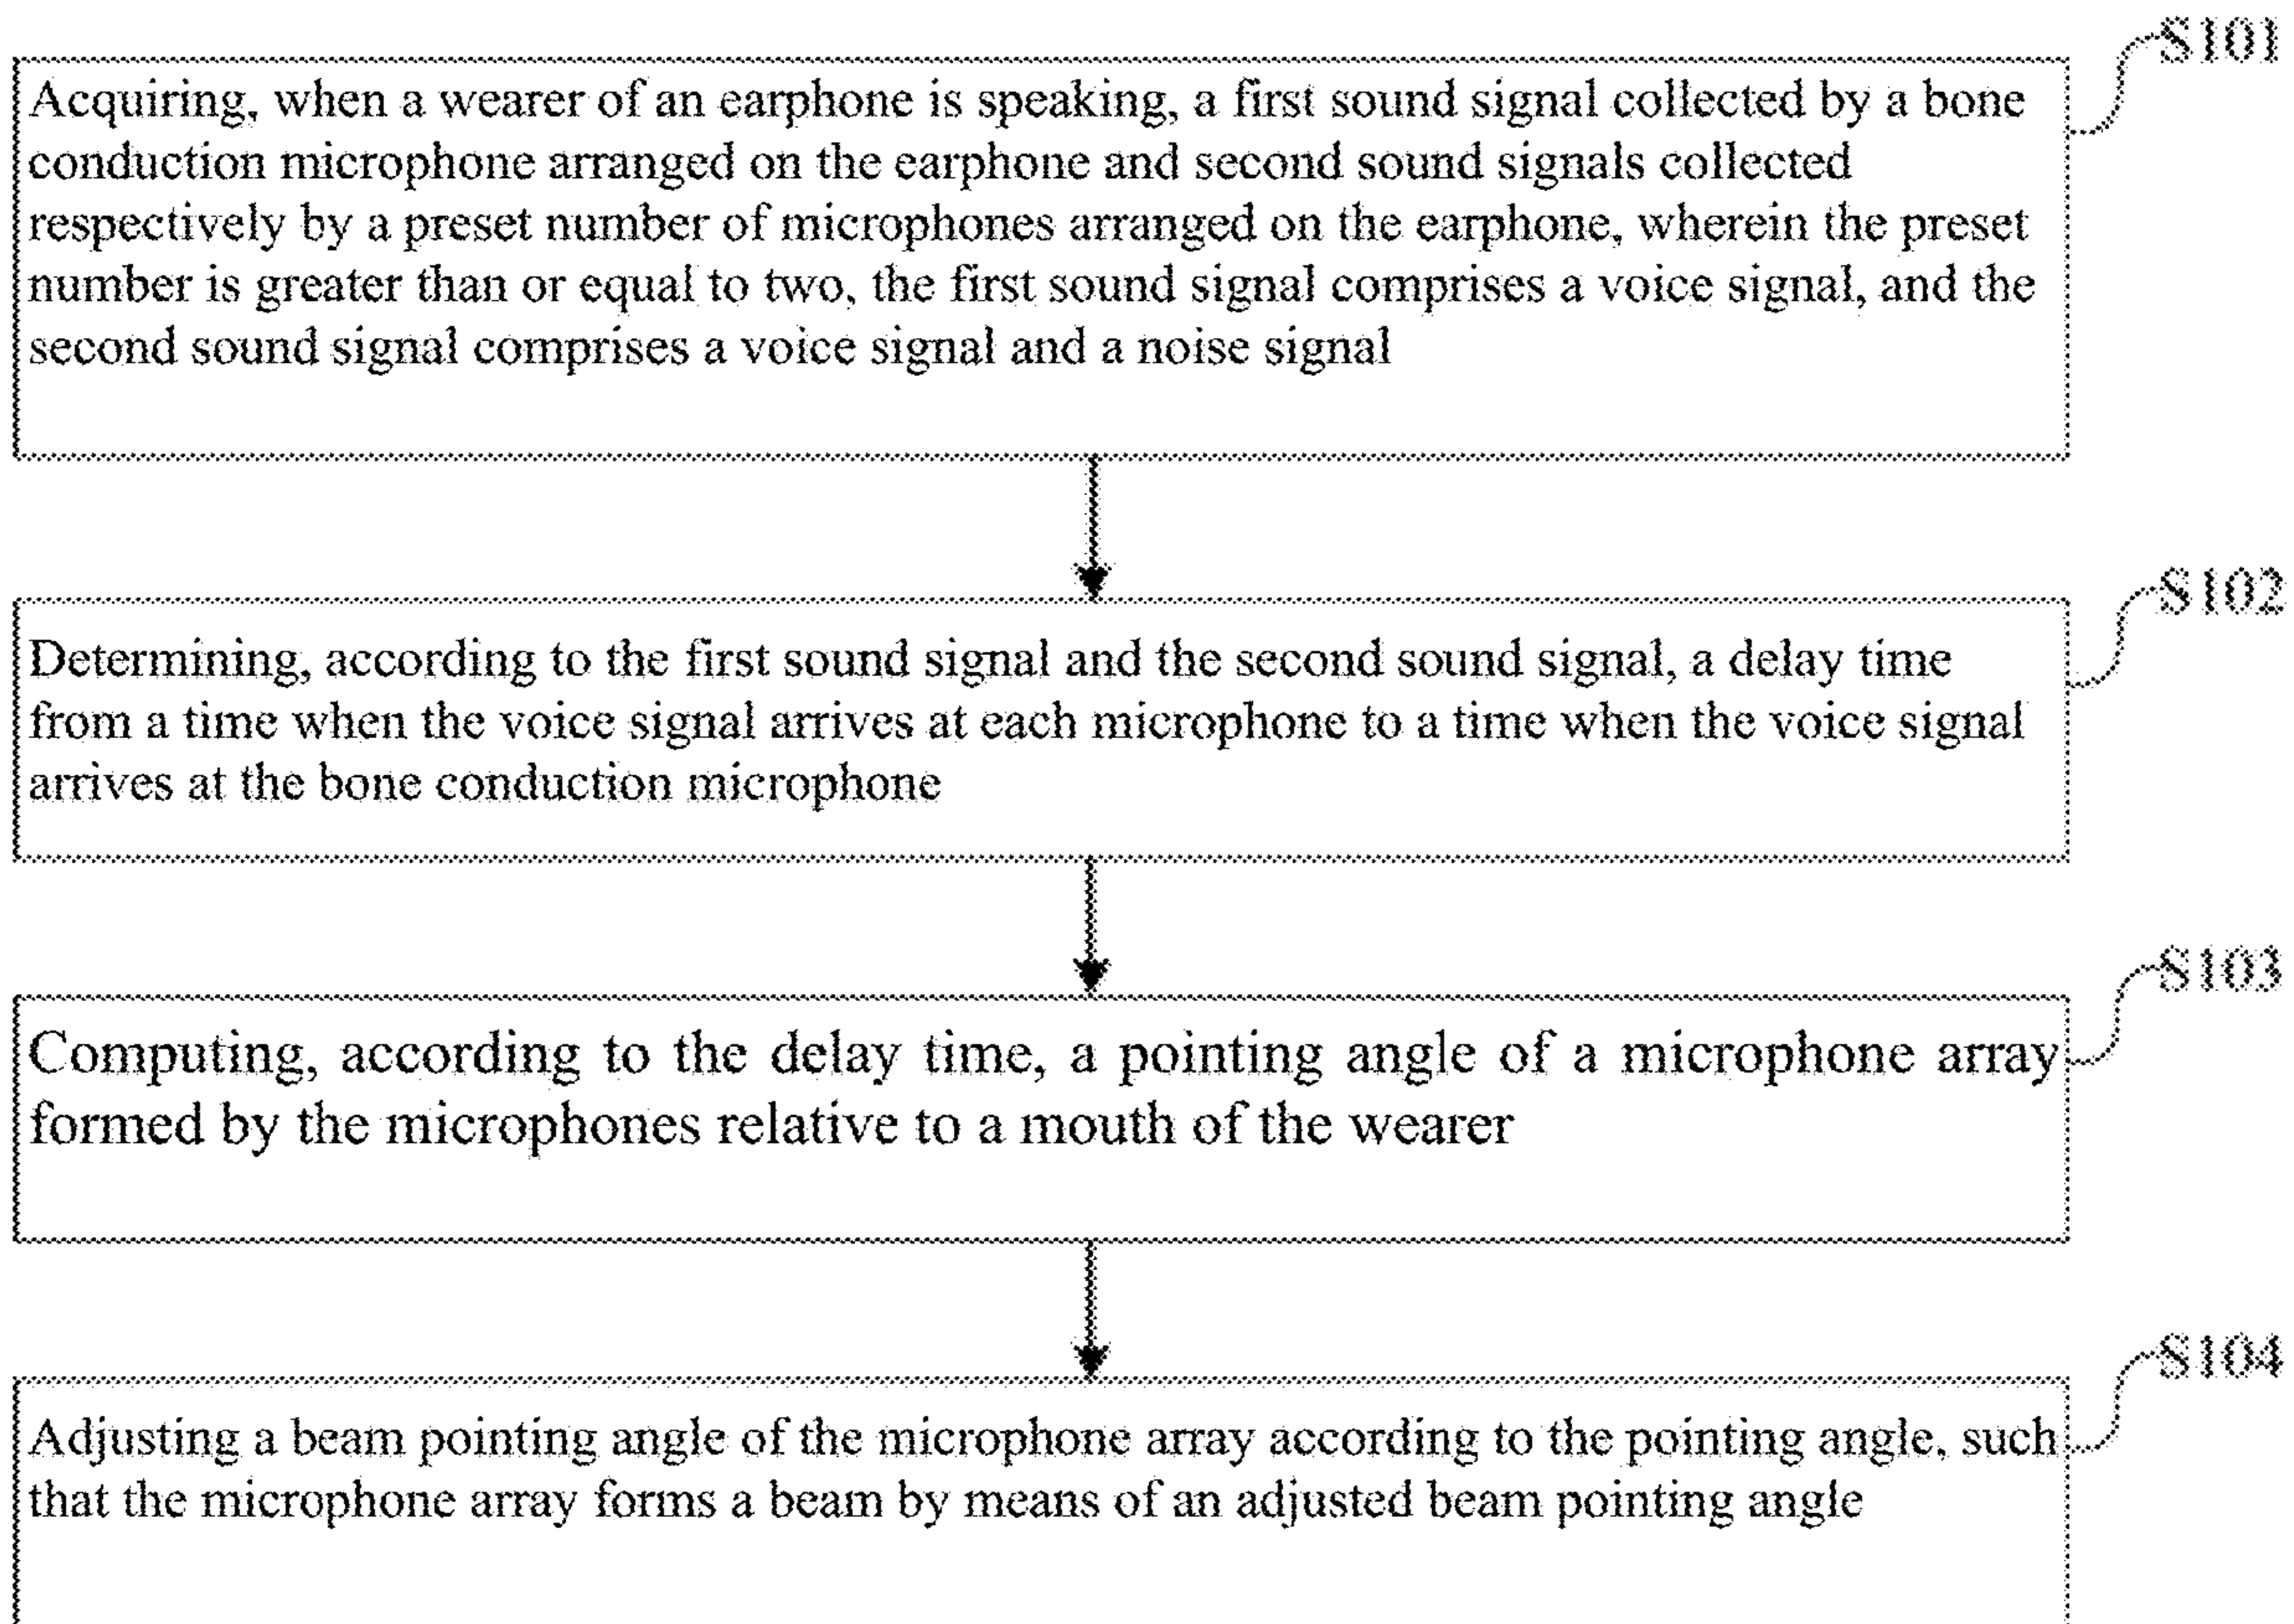 S101
Acquiring, when a wearer of an earphone is speaking, a first sound signal collected by a bone
conduction microphone arranged on the earphone and second sound signals collected
respectively by a preset number of microphones arranged on the earphone, wherein the preset
number is greater than or equal to two, the first sound signal comprises a voice signal, and the
second sound signal comprises a voice signal and a noise signal
S102
Determining, according to the first sound signal and the second sound signal, a delay time
from a time when the voice signal arrives at each microphone to a time when the voice signal
arrives at the bone conduction microphone
S103
Computing, according to the delay time, a pointing angle of a microphone array
formed by the microphones relative to a mouth of the wearer
S104
Adjusting a beam pointing angle of the microphone array according to the pointing angle, such
that the microphone array forms a beam by means of an adjusted beam pointing angle